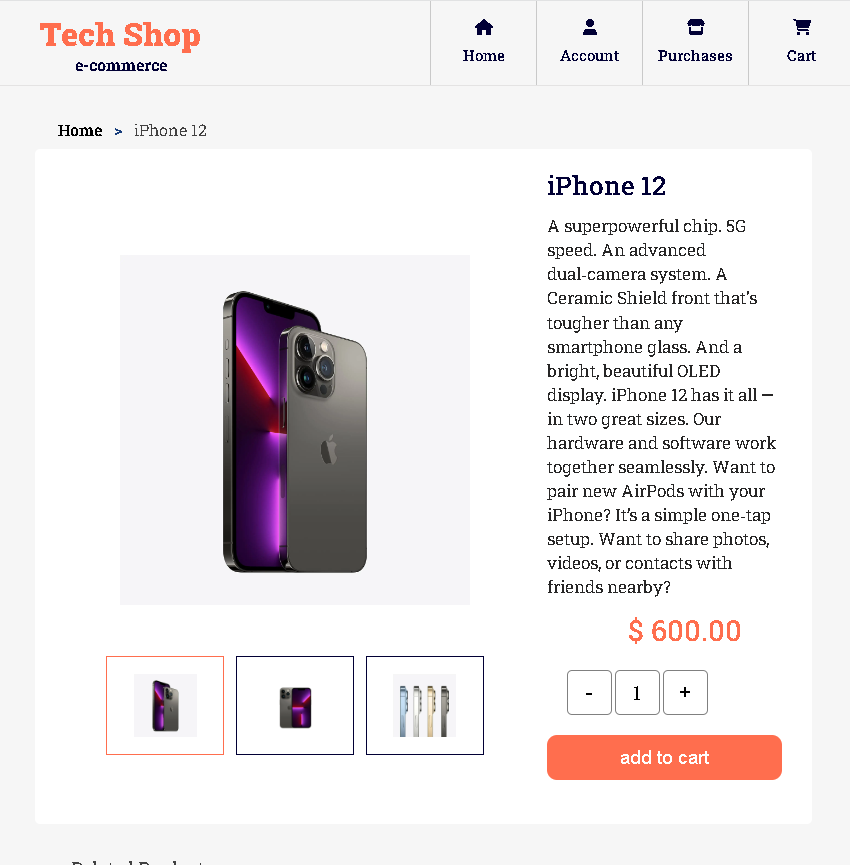 Tech Shop
e-commerce
Home
Account
Purchases
Cart
Home > iPhone 12
iPhone 12
A superpowerful chip. 5G
speed. An advanced
dual-camera system. A
Ceramic Shield front that's
tougher than any
smartphone glass. And a
bright, beautiful OLED
display. iPhone 12 has it all —
in two great sizes. Our
hardware and software work
together seamlessly. Want to
pair new AirPods with your
iPhone? It's a simple one-tap
setup. Want to share photos,
videos, or contacts with
friends nearby?
$ 600.00
- 1 +
add to cart